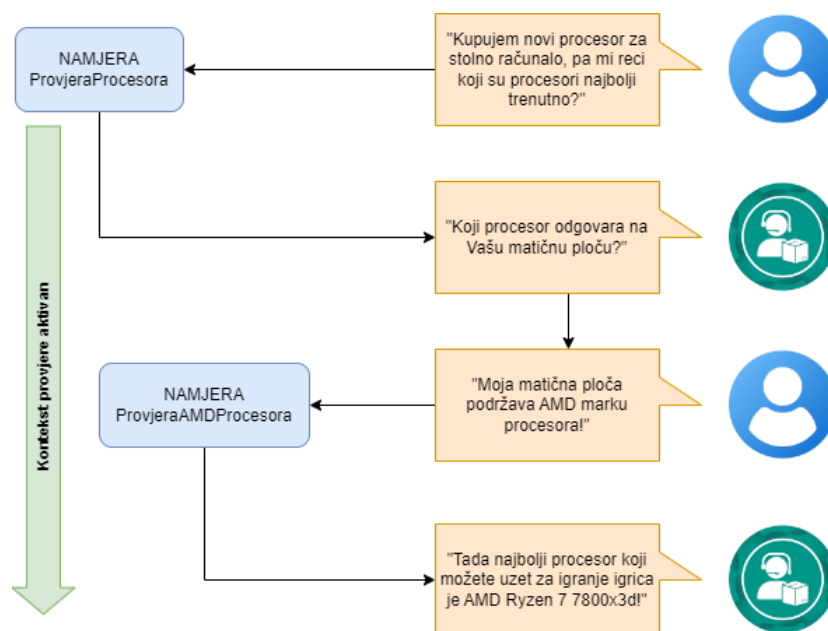 "Kupujem novi procesor za
stolno računalo, pa mi reci
koji su procesori najbolji
trenutno?"
NAMJERA
ProvjeraProcesora
"Koji procesor odgovara na
Vašu matičnu ploču?"
Kontekst provjere aktivan
"Moja matična ploča
podržava AMD marku
procesora!"
NAMJERA
ProvjeraAMDProcesora
"Tada najbolji procesor koji
možete uzet za igranje igrica
je AMD Ryzen 7 7800x3d!"